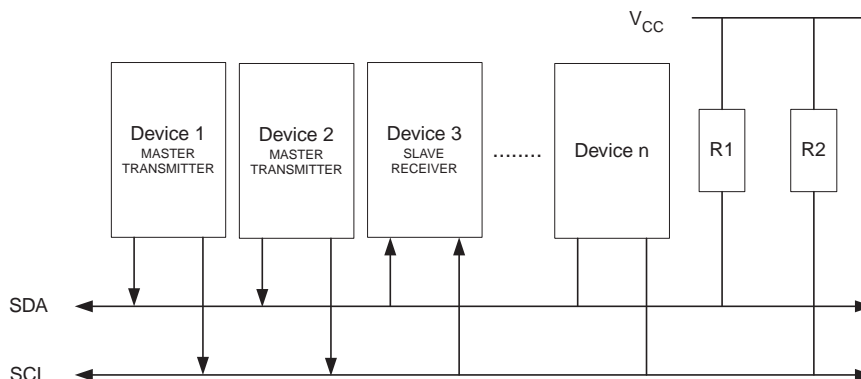 VCC
Device 1
MASTER
TRANSMITTER
Device 2
MASTER
TRANSMITTER
Device 3
SLAVE
RECEIVER
........
Device n
R1
R2
SDA
SCL